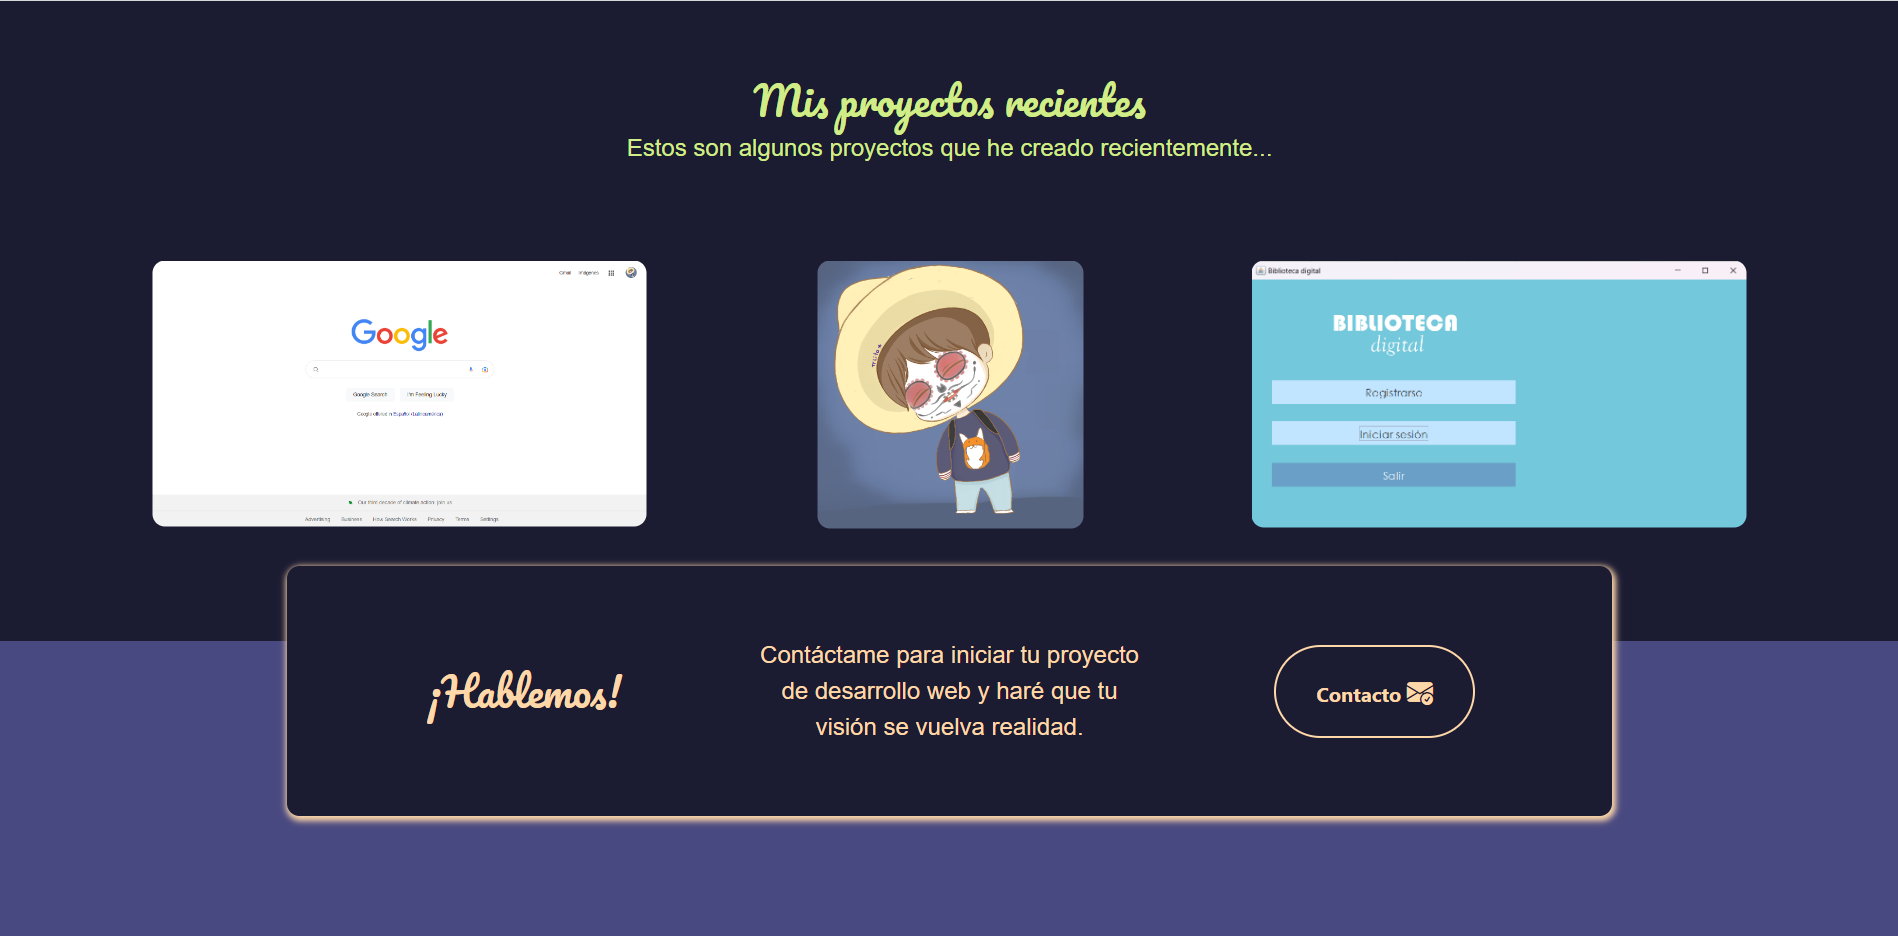 Mis proyectos recientes
Estos son algunos proyectos que he creado recientemente...
Gmail Imágenes
Google
Google Search I'm Feeling Lucky
Google offered in: Español (Latinoamérica)
Our third decade of climate action: join us
Advertising Business How Search Works Privacy Terms Settings
Biblioteca digital
BIBLIOTECA
digital
Registrarse
Iniciar sesión
Salir
¡Hablemos!
Contáctame para iniciar tu proyecto
de desarrollo web y haré que tu
visión se vuelva realidad.
Contacto